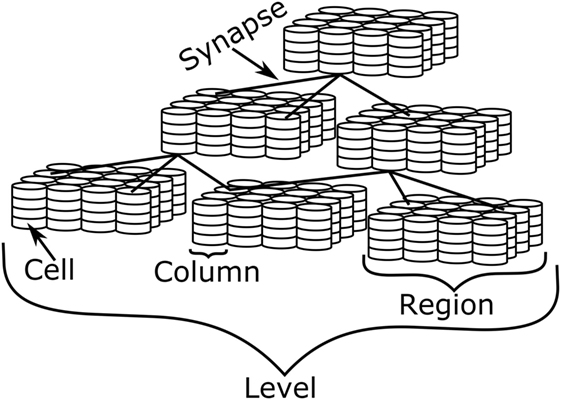 Synapse
Cell
Column
Region
Level